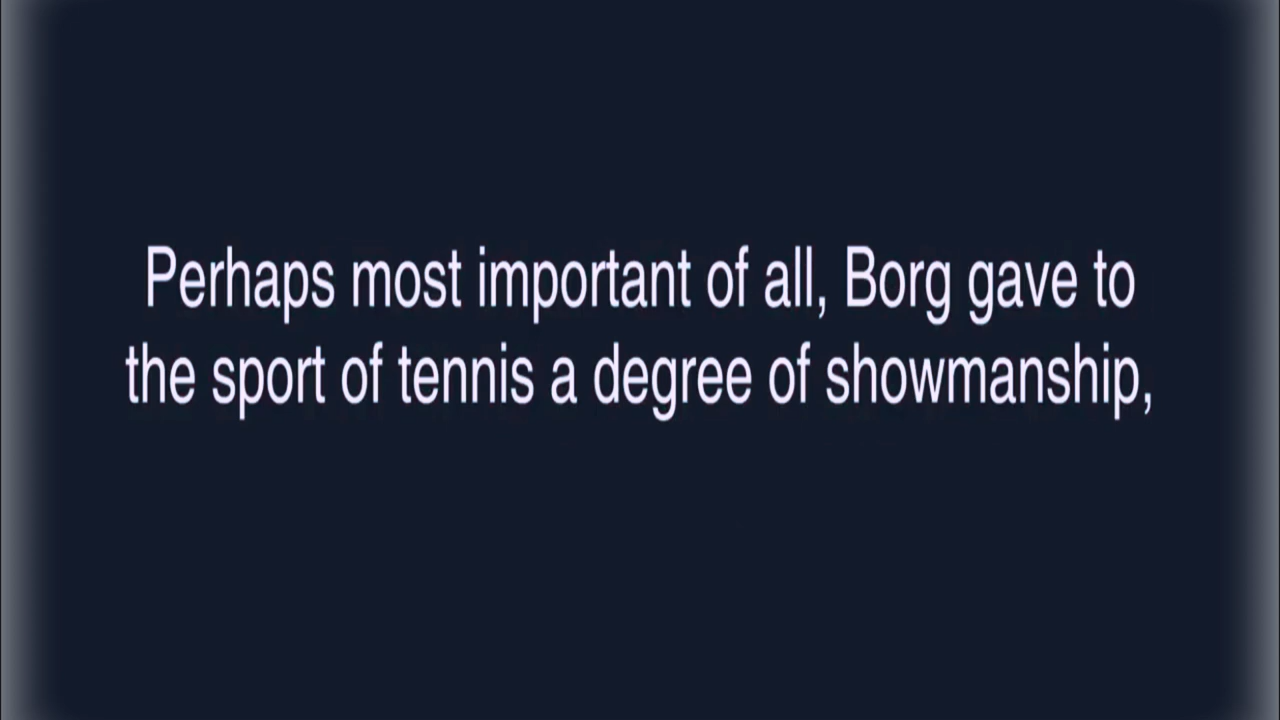 Perhaps most important of all, Borg gave to
the sport of tennis a degree of showmanship,